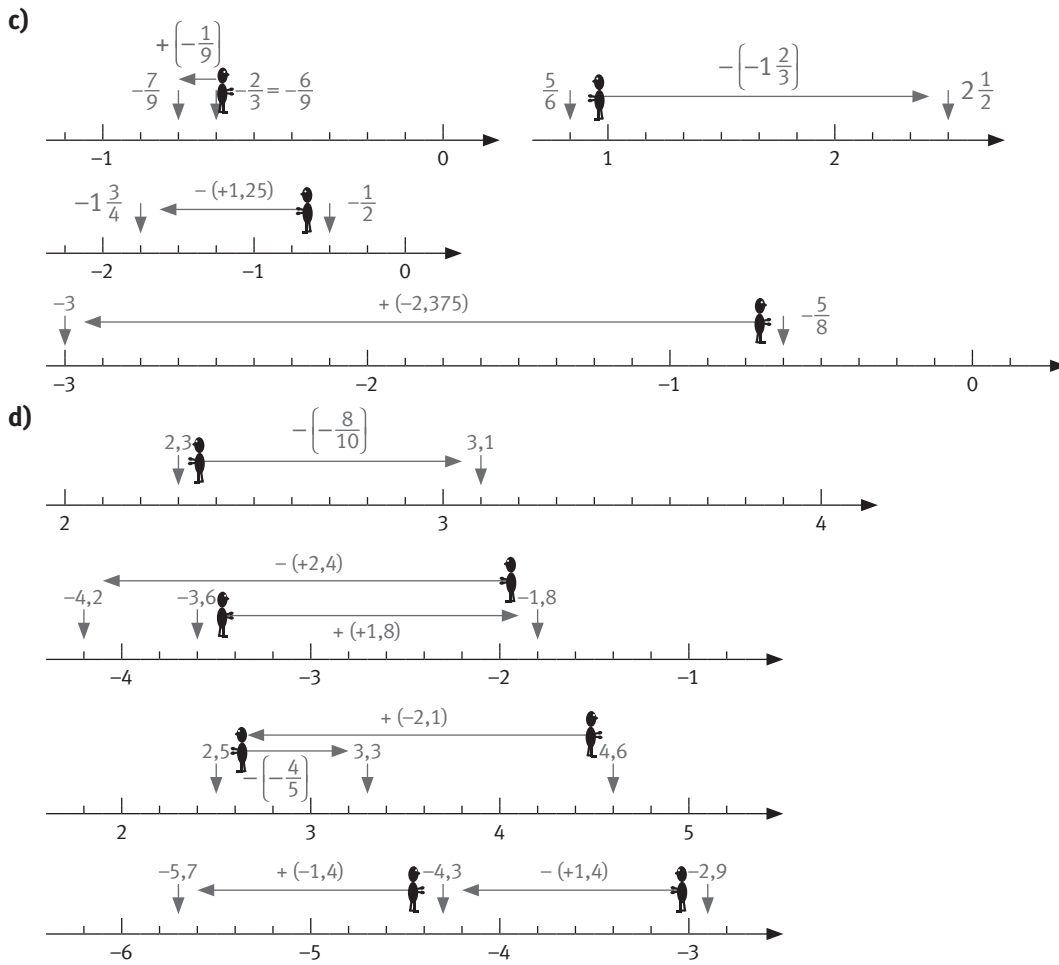 c)
+ (−1/9)
−7/9 −2/3 = −6/9
−1 0
− (−1 2/3)
5/6 2 1/2
1 2
−1 3/4 − (+1,25) −1/2
−2 −1 0
−3 + (−2,375) −5/8
−3 −2 −1 0
d)
− (−8/10)
2,3 3,1
2 3 4
− (+2,4)
−4,2 −3,6 −1,8
+ (+1,8)
−4 −3 −2 −1
+ (−2,1)
2,5 3,3 4,6
− (−4/5)
2 3 4 5
−5,7 + (−1,4) −4,3 − (+1,4) −2,9
−6 −5 −4 −3